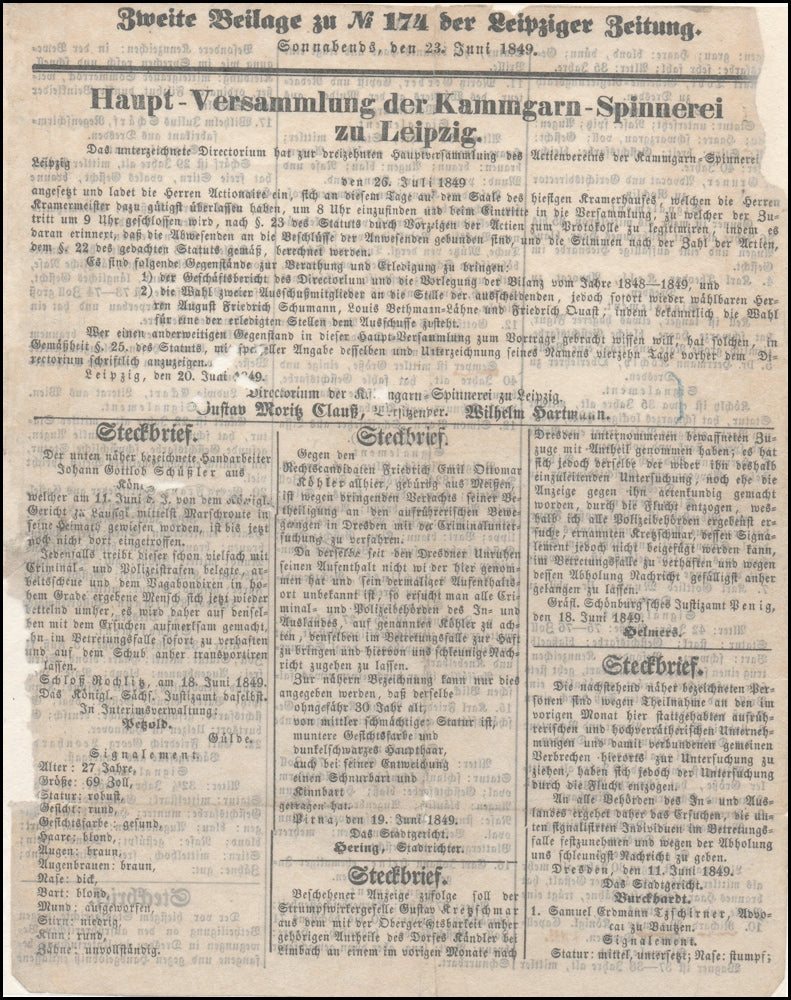 Zweite Beilage zu № 174 der Leipziger Zeitung.
Sonnabends, den 23. Juni 1849.
Haupt-Versammlung der Kammgarn-Spinnerei
zu Leipzig.
Das unterzeichnete Directorium hat zur dreizehnten Hauptversammlung des Actienvereins der Kammgarn-Spinnerei
Leipzig
den 26. Juli 1849
angesetzt und ladet die Herren Actionaire ein, sich an diesem Tage auf dem Saale des hiesigen Kramerhauses, welchen die Herren
Kramermeister dazu gütigst überlassen haben, um 8 Uhr einzufinden und beim Eintritte in die Versammlung, zu welcher der Zu-
tritt um 9 Uhr geschlossen wird, nach §. 23 des Statuts durch Vorzeigen der Actien zum Protokolle zu legitimiren, indem es
daran erinnert, daß die Abwesenden an die Beschlüsse der Anwesenden gebunden sind, und die Stimmen nach der Zahl der Actien,
dem §. 22 des gedachten Statuts gemäß, berechnet werden.
Es sind folgende Gegenstände zur Berathung und Erledigung zu bringen:
1) der Geschäftsbericht des Directorium und die Vorlegung der Bilanz vom Jahre 1848—1849, und
2) die Wahl zweier Ausschußmitglieder an die Stelle der ausscheidenden, jedoch sofort wieder wählbaren Her-
ren August Friedrich Schumann, Louis Bethmann-Lähne und Friedrich Quast, indem bekanntlich die Wahl
für eine der erledigten Stellen dem Ausschusse zusteht.
Wer einen anderweitigen Gegenstand in dieser Haupt-Versammlung zum Vortrage gebracht wissen will, hat solchen, in
Gemäßheit §. 25. des Statuts, mit Angabe desselben und Unterzeichnung seines Namens vierzehn Tage vorher dem Di-
rectorium schriftlich anzuzeigen.
Leipzig, den 20. Juni 1849.
Directorium der garn-Spinnerei zu Leipzig.
Gustav Moritz Clauß, Vorsitzender. Wilhelm Hartmann.
Steckbrief.
Der unten näher bezeichnete Handarbeiter
Johann Gottlob Schüßler aus
welcher am 11. Juni d. J. von dem Königl.
Gericht zu Lausigk mittelst Marschroute in
seine Heimath gewiesen worden, ist bis jetzt
noch nicht dort eingetroffen.
Jedenfalls treibt dieser schon vielfach mit
Criminal- und Polizeistrafen belegte, ar-
beitsscheue und dem Vagabondiren in ho-
hem Grade ergebene Mensch sich jetzt wieder
bettelnd umher, es wird daher auf densel-
ben mit dem Ersuchen aufmerksam gemacht,
ihn im Betretungsfalle sofort zu verhaften
und auf dem Schub anher transportiren
lassen.
Schloß Rochlitz, am 18. Juni 1849.
Das Königl. Sächs. Justizamt daselbst.
In Interimsverwaltung:
Petzold.
Gülde.
Signalement.
Alter: 27 Jahre,
Größe: 69 Zoll,
Statur: robust,
Gesicht: rund,
Gesichtsfarbe: gesund,
Haare: blond,
Augen: braun,
Augenbrauen: braun,
Nase: dick,
Bart: blond,
Mund: aufgeworfen,
Stirn: niedrig,
Kinn: rund,
Zähne: unvollständig.
Steckbrief.
Gegen den
Rechtscandidaten Friedrich Emil Ottomar
Köhler allhier, gebürtig aus Meißen,
ist wegen dringenden Verdachts seiner Be-
theiligung an den aufrührerischen Bewe-
gungen in Dresden mit der Criminalunter-
suchung zu verfahren.
Da derselbe seit den Dresdner Unruhen
seinen Aufenthalt nicht wieder hier genom-
men hat und sein dermaliger Aufenthalts-
ort unbekannt ist, so ersucht man alle Cri-
minal- und Polizeibehörden des In- und
Auslandes, auf genannten Köhler zu ach-
ten, denselben im Betretungsfalle zur Haft
zu bringen und hiervon uns schleunige Nach-
richt zugehen zu lassen.
Zur nähern Bezeichnung kann nur dies
angegeben werden, daß derselbe
ohngefähr 30 Jahr alt,
von mittler schmächtiger Statur ist,
muntere Gesichtsfarbe und
dunkelschwarzes Haupthaar,
auch bei seiner Entweichung
einen Schnurbart und
Kinnbart
getragen hat.
Pirna, den 19. Juni 1849.
Das Stadtgericht.
Hering, Stadtrichter.
Steckbrief.
Beschehener Anzeige zufolge soll der
Strumpfwirkergeselle Gustav Kretzschmar
aus dem mit der Obergerichtsbarkeit anher
gehörigen Antheile des Dorfes Kändler bei
Limbach an einem im vorigen Monate nach
Dresden unternommenen bewaffneten Zu-
zuge mit Antheil genommen haben; es hat
sich jedoch derselbe der wider ihn deshalb
einzuleitenden Untersuchung, noch ehe die
Anzeige gegen ihn actenkundig gemacht
worden, durch die Flucht entzogen, wes-
halb ich alle Polizeibehörden ergebenst er-
suche, ernannten Kretzschmar, dessen Signa-
lement jedoch nicht beigefügt werden kann,
im Betretungsfalle zu verhaften und wegen
dessen Abholung Nachricht gefälligst anher
gelangen zu lassen.
Gräfl. Schönburg'sches Justizamt Penig,
den 18. Juni 1849.
Helmers.
Steckbrief.
Die nachstehend näher bezeichneten Per-
sonen sind wegen Theilnahme an den im
vorigen Monat hier stattgehabten aufrüh-
rerischen und hochverrätherischen Unterneh-
mungen und damit verbundenen gemeinen
Verbrechen hierorts zur Untersuchung zu
ziehen, haben sich jedoch der Untersuchung
durch die Flucht entzogen.
An alle Behörden des In- und Aus-
landes ergehet daher das Ersuchen, die un-
ten signalisirten Individuen im Betretungs-
falle festzunehmen und wegen der Abholung
uns schleunigst Nachricht zu geben.
Dresden, den 11. Juni 1849.
Das Stadtgericht.
Burckhardt.
1. Samuel Erdmann Tzschirner, Advo-
cat zu Bautzen.
Signalement.
Statur: mittel, untersetzt; Nase: stumpf;